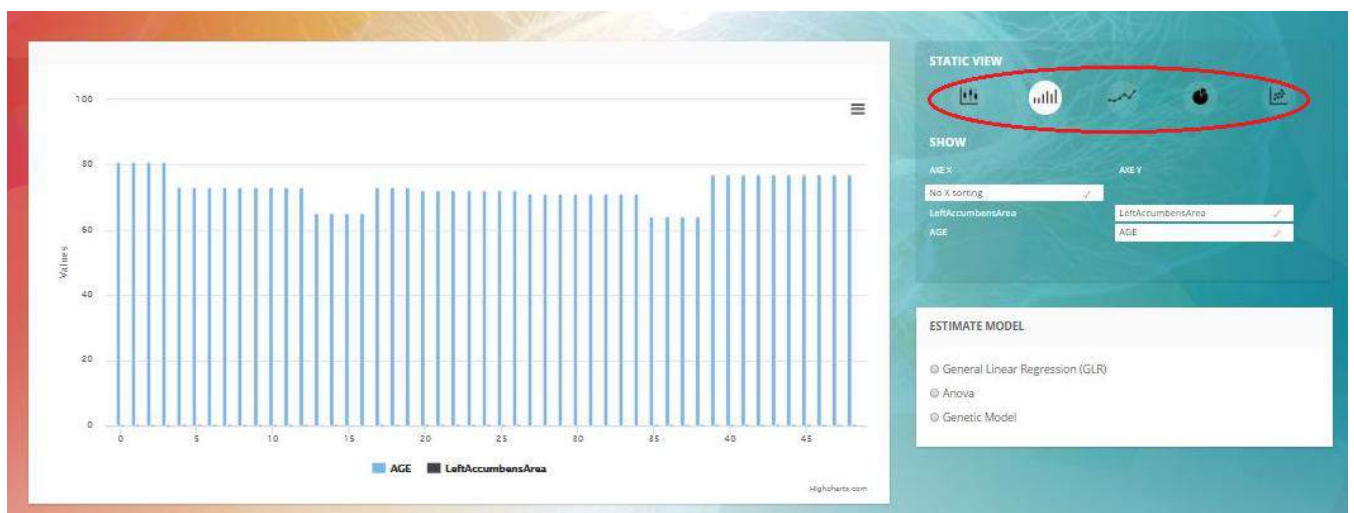 100
80
60
40
20
0
Values
0 5 10 15 20 25 30 35 40 45
AGE LeftAccumbensArea
Highcharts.com
STATIC VIEW
SHOW
AXE X AXE Y
No X sorting
LeftAccumbensArea LeftAccumbensArea
AGE AGE
ESTIMATE MODEL
General Linear Regression (GLR)
Anova
Genetic Model